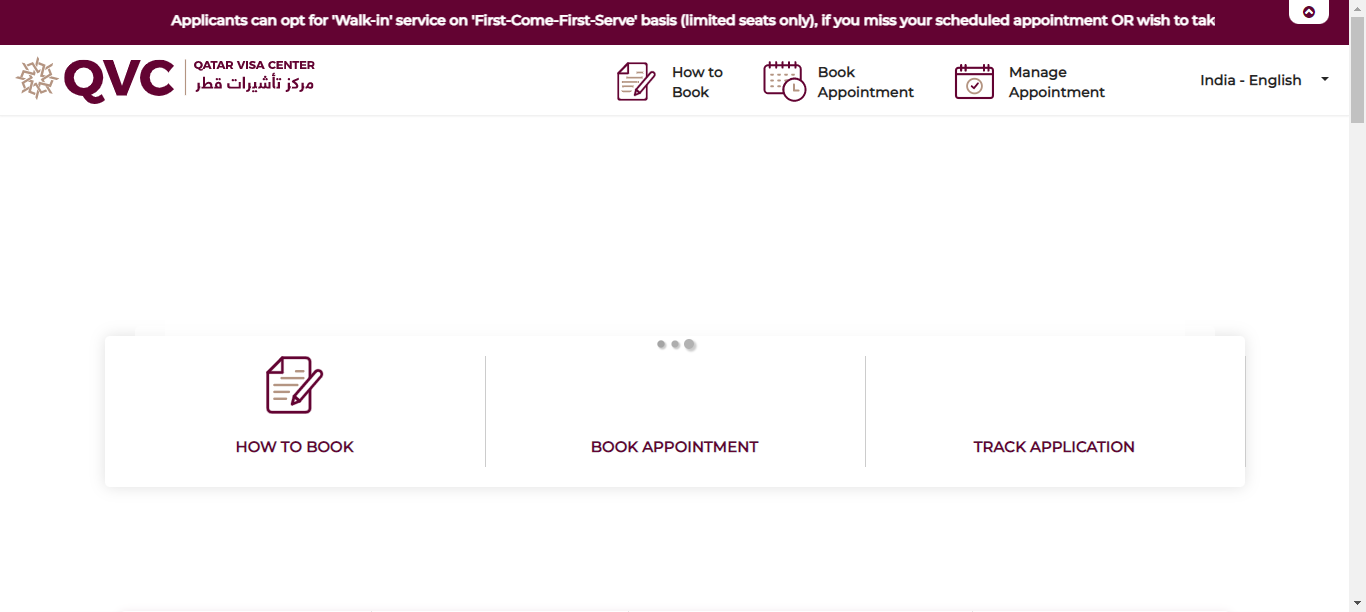 Applicants can opt for 'Walk-in' service on 'First-Come-First-Serve' basis (limited seats only), if you miss your scheduled appointment OR wish to tak
QVC
QATAR VISA CENTER
مركز تأشيرات قطر
How to
Book
Book
Appointment
Manage
Appointment
India - English
HOW TO BOOK
BOOK APPOINTMENT
TRACK APPLICATION